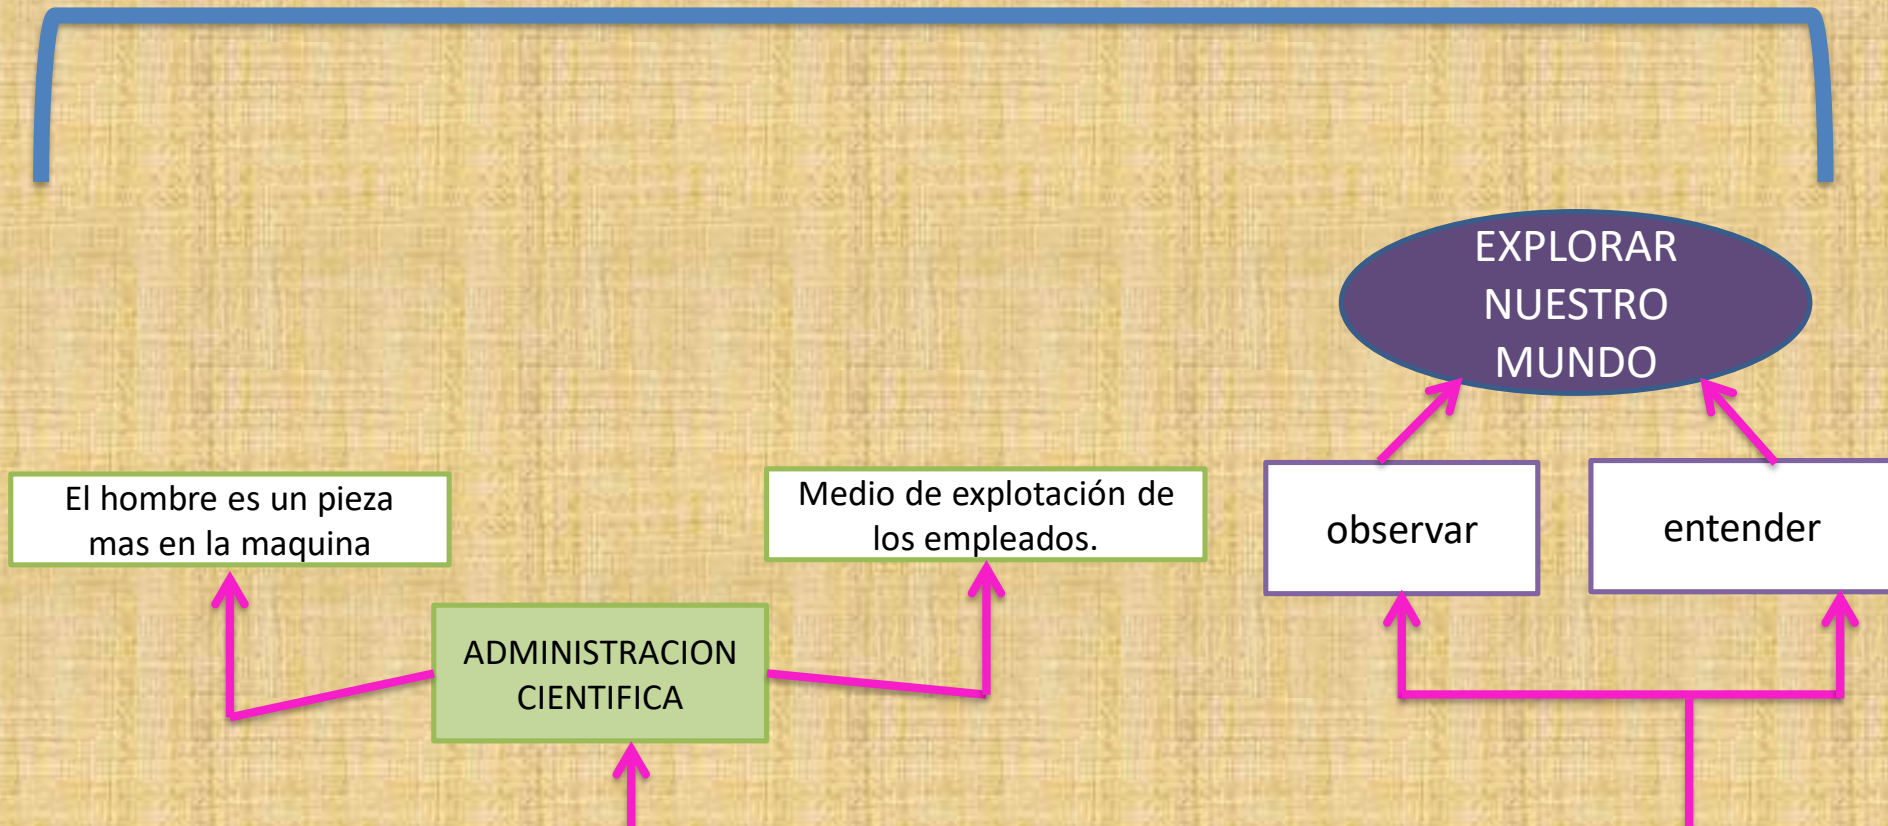 EXPLORAR
NUESTRO
MUNDO
El hombre es un pieza
mas en la maquina
Medio de explotación de
los empleados.
observar
entender
ADMINISTRACION
CIENTIFICA